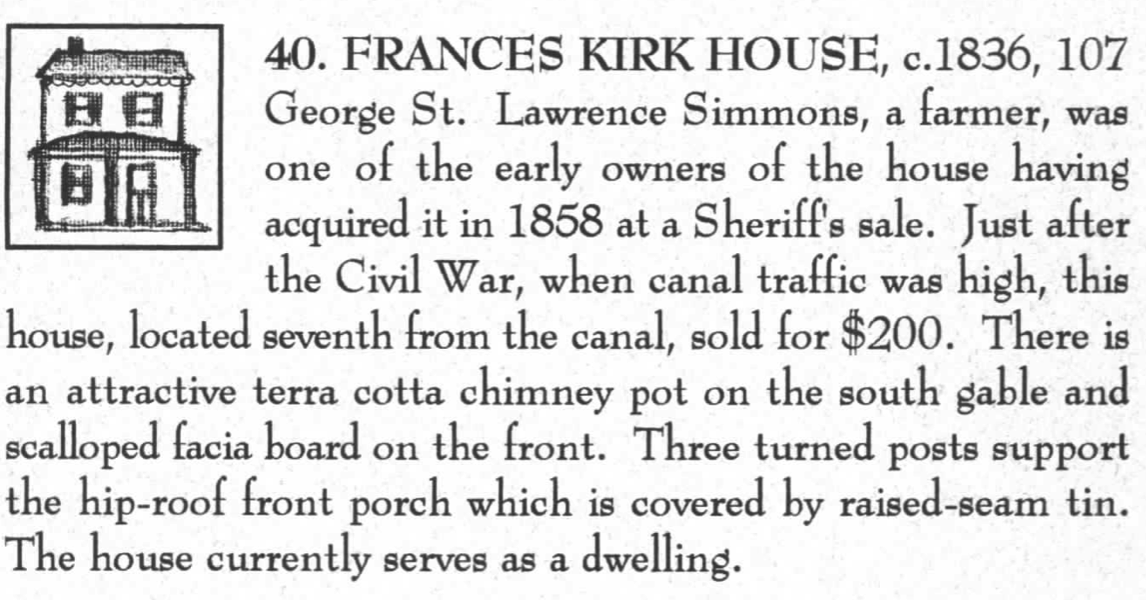 40. FRANCES KIRK HOUSE, c.1836, 107
George St. Lawrence Simmons, a farmer, was
one of the early owners of the house having
acquired it in 1858 at a Sheriff's sale. Just after
the Civil War, when canal traffic was high, this
house, located seventh from the canal, sold for $200. There is
an attractive terra cotta chimney pot on the south gable and
scalloped facia board on the front. Three turned posts support
the hip-roof front porch which is covered by raised-seam tin.
The house currently serves as a dwelling.